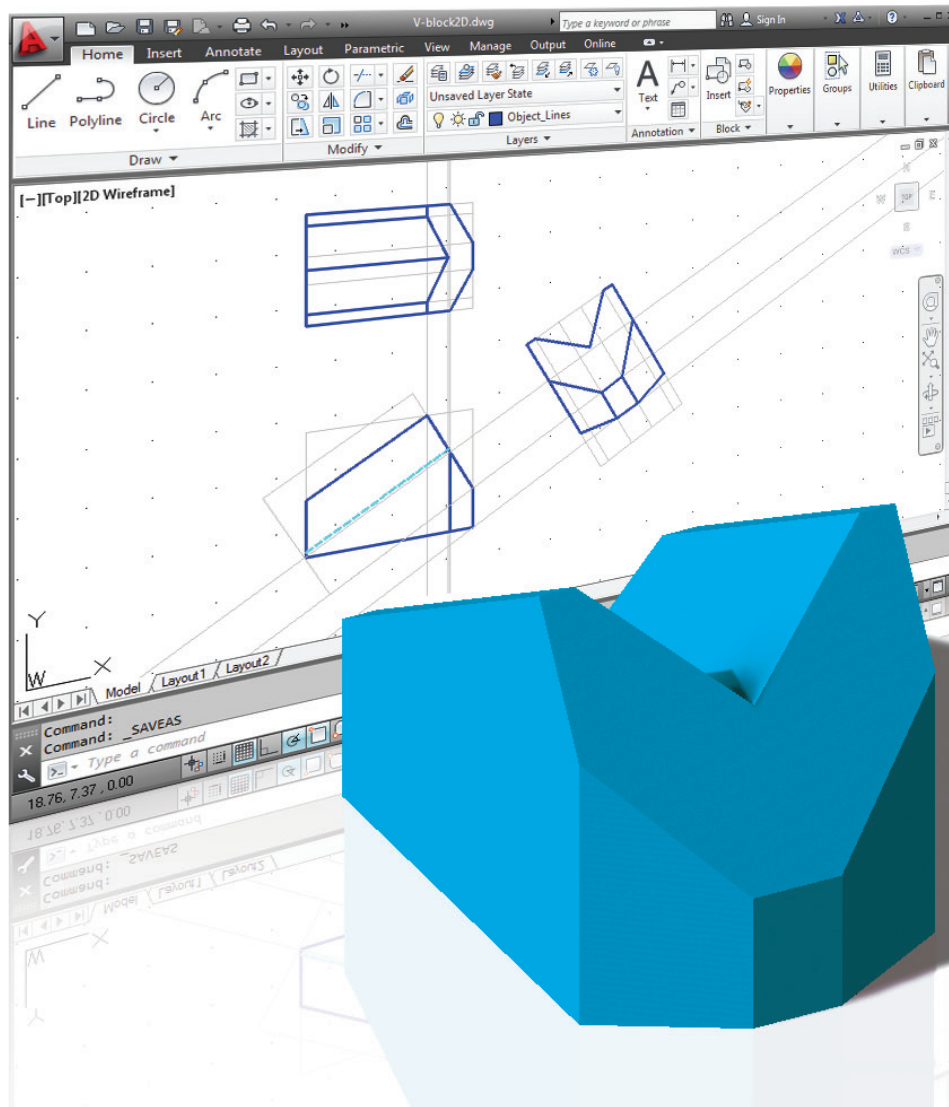 V-block2D.dwg
Type a keyword or phrase
Sign In
Home Insert Annotate Layout Parametric View Manage Output Online
Line Polyline Circle Arc
Draw
Modify
Unsaved Layer State
Object_Lines
Layers
A
Text
Annotation
Insert
Block
Properties
Groups
Utilities
Clipboard
[−][Top][2D Wireframe]
TOP
WCS
Y
X
W
Model Layout1 Layout2
Command:
Command: _SAVEAS
Type a command
18.76, 7.37 , 0.00